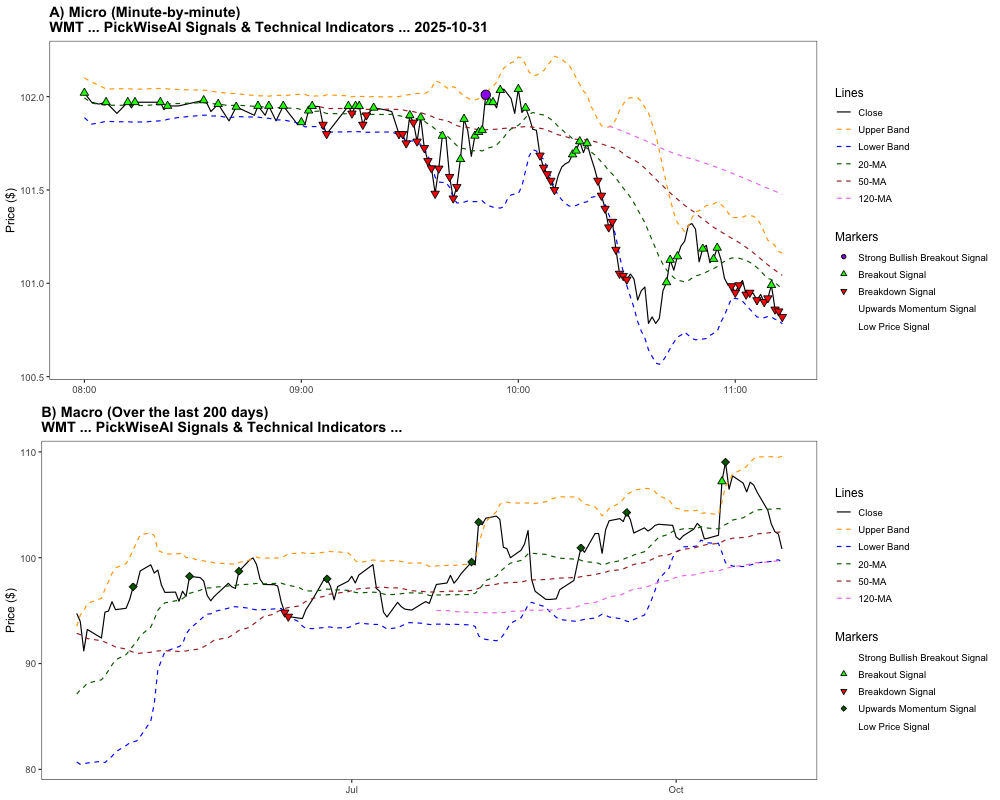 A) Micro (Minute-by-minute)
WMT ... PickWiseAI Signals & Technical Indicators ... 2025-10-31
Price ($)
102.0
101.5
101.0
100.5
08:00
09:00
10:00
11:00
Lines
Close
Upper Band
Lower Band
20-MA
50-MA
120-MA
Markers
Strong Bullish Breakout Signal
Breakout Signal
Breakdown Signal
Upwards Momentum Signal
Low Price Signal
B) Macro (Over the last 200 days)
WMT ... PickWiseAI Signals & Technical Indicators ...
Price ($)
110
100
90
80
Jul
Oct
Lines
Close
Upper Band
Lower Band
20-MA
50-MA
120-MA
Markers
Strong Bullish Breakout Signal
Breakout Signal
Breakdown Signal
Upwards Momentum Signal
Low Price Signal